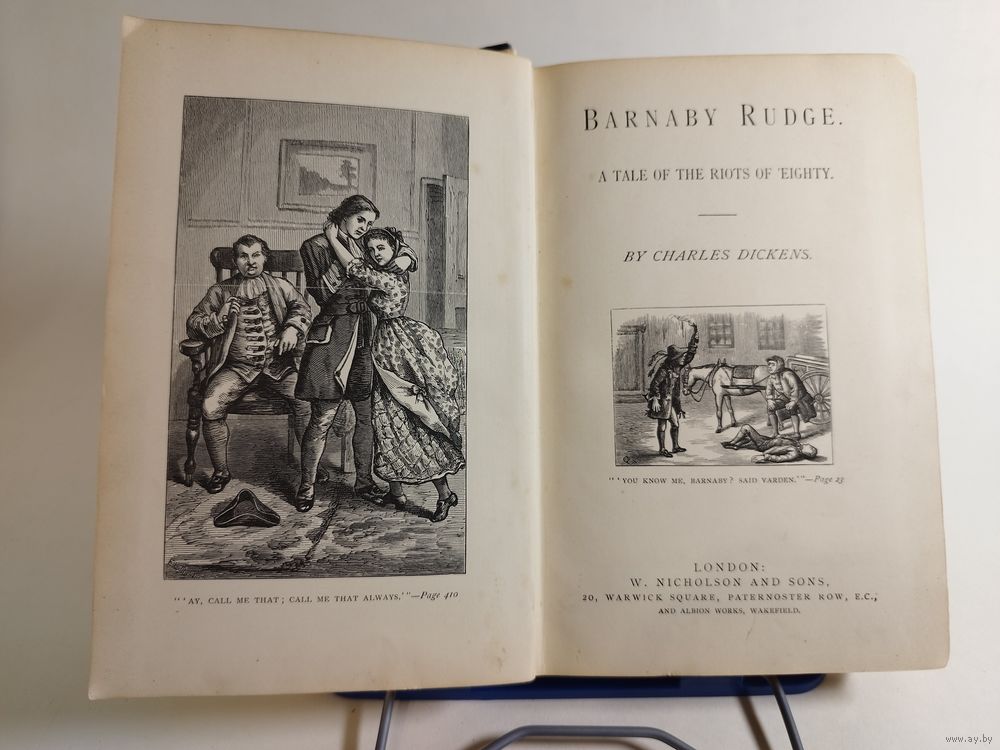 "'AY, CALL ME THAT; CALL ME THAT ALWAYS,'"—Page 410
BARNABY RUDGE.
A TALE OF THE RIOTS OF 'EIGHTY.
BY CHARLES DICKENS.
"'YOU KNOW ME, BARNABY? SAID VARDEN.'"—Page 23
LONDON:
W. NICHOLSON AND SONS,
20, WARWICK SQUARE, PATERNOSTER ROW, E.C.,
AND ALBION WORKS, WAKEFIELD.
www.ay.by